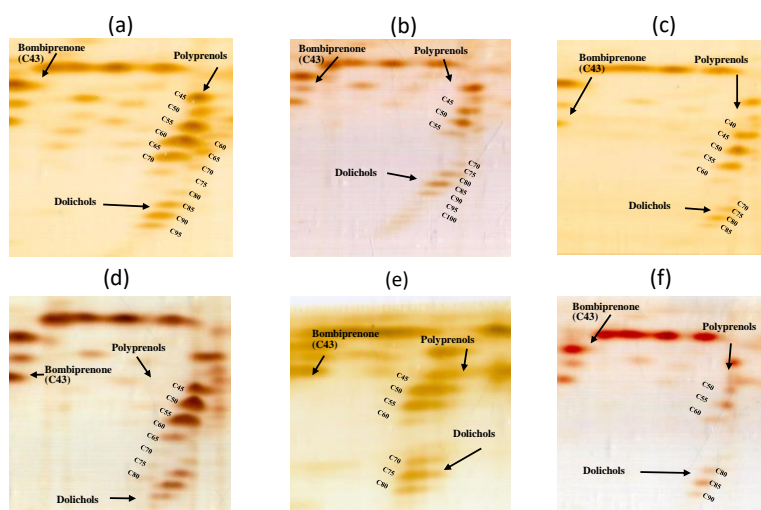 (a)
Bombiprenone
(C43)
Polyprenols
C45
C50
C55
C60
C65
C70
C60
C65
C70
C75
C80
C85
C90
C95
Dolichols
(b)
Bombiprenone
(C43)
Polyprenols
C45
C50
C55
Dolichols
C70
C75
C80
C85
C90
C95
C100
(c)
Bombiprenone
(C43)
Polyprenols
C40
C45
C50
C55
C60
Dolichols
C70
C75
C80
C85
(d)
Polyprenols
Bombiprenone
(C43)
C45
C50
C55
C60
C65
C70
C75
C80
Dolichols
(e)
Bombiprenone
(C43)
Polyprenols
C45
C50
C55
C60
Dolichols
C70
C75
C80
(f)
Bombiprenone
(C43)
Polyprenols
C50
C55
C60
Dolichols
C80
C85
C90